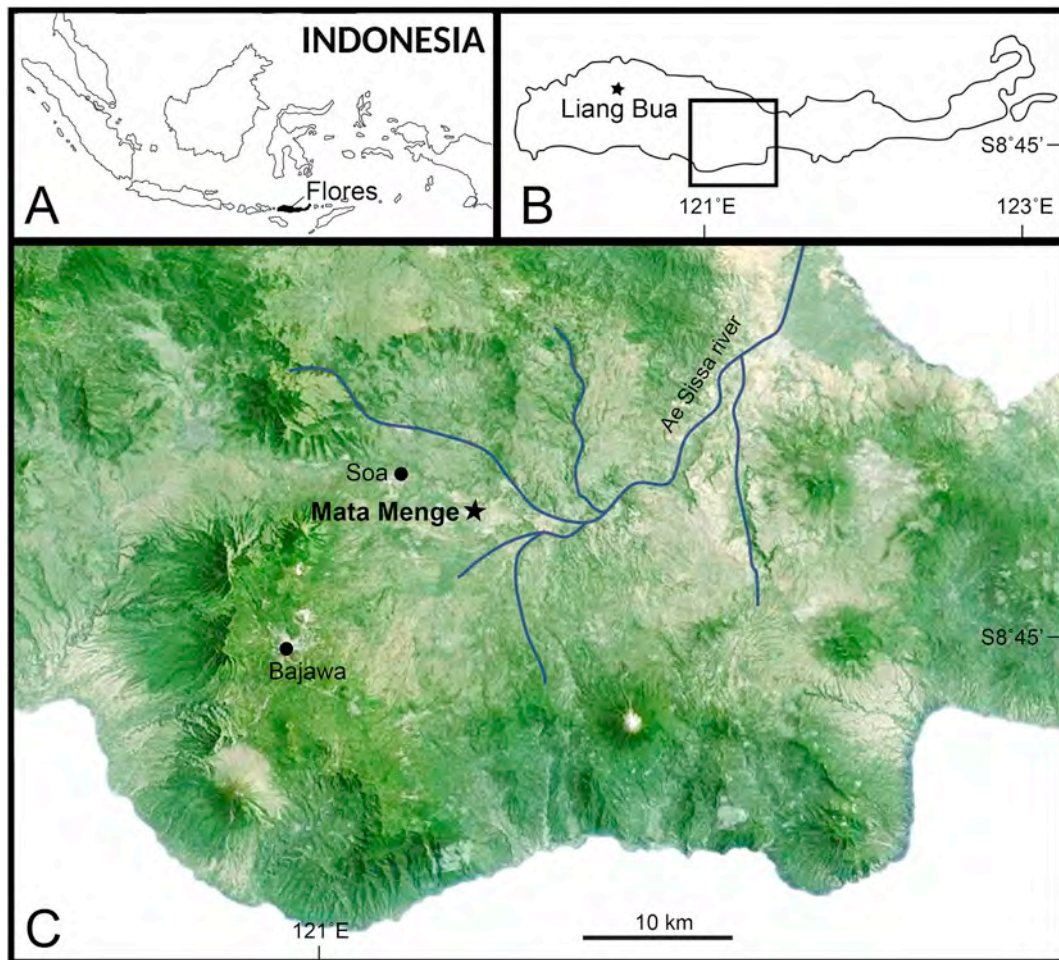 INDONESIA
Flores
A
Liang Bua
S8˚45'
121˚E
123˚E
B
Ae Sissa river
Soa
Mata Menge
S8˚45'
Bajawa
C
121˚E
10 km